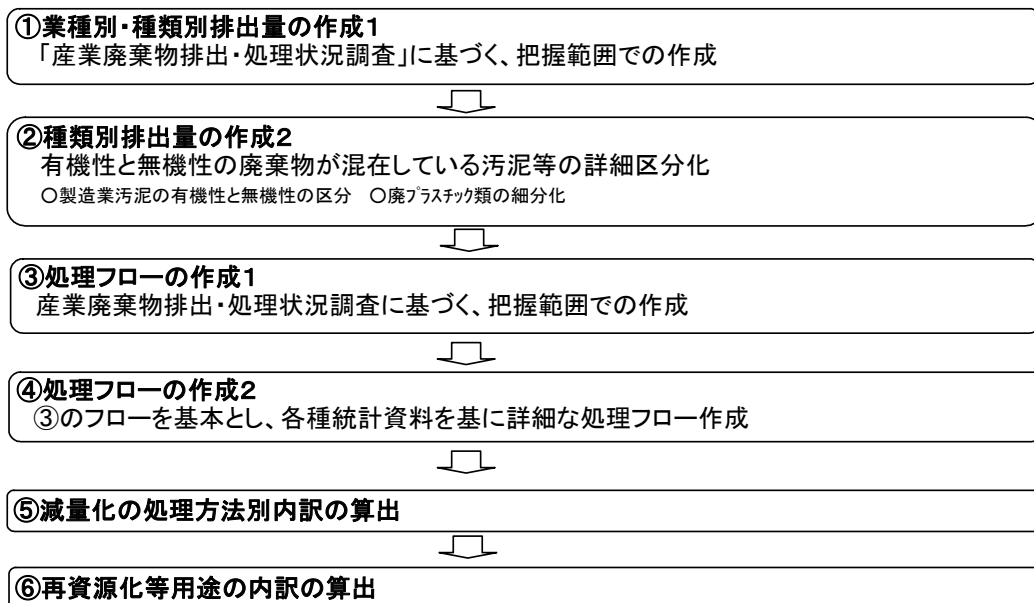 ①業種別・種類別排出量の作成1
「産業廃棄物排出・処理状況調査」に基づく、把握範囲での作成
②種類別排出量の作成2
有機性と無機性の廃棄物が混在している汚泥等の詳細区分化
○製造業汚泥の有機性と無機性の区分　○廃ﾌﾟﾗｽﾁｯｸ類の細分化
③処理フローの作成1
産業廃棄物排出・処理状況調査に基づく、把握範囲での作成
④処理フローの作成2
③のフローを基本とし、各種統計資料を基に詳細な処理フロー作成
⑤減量化の処理方法別内訳の算出
⑥再資源化等用途の内訳の算出